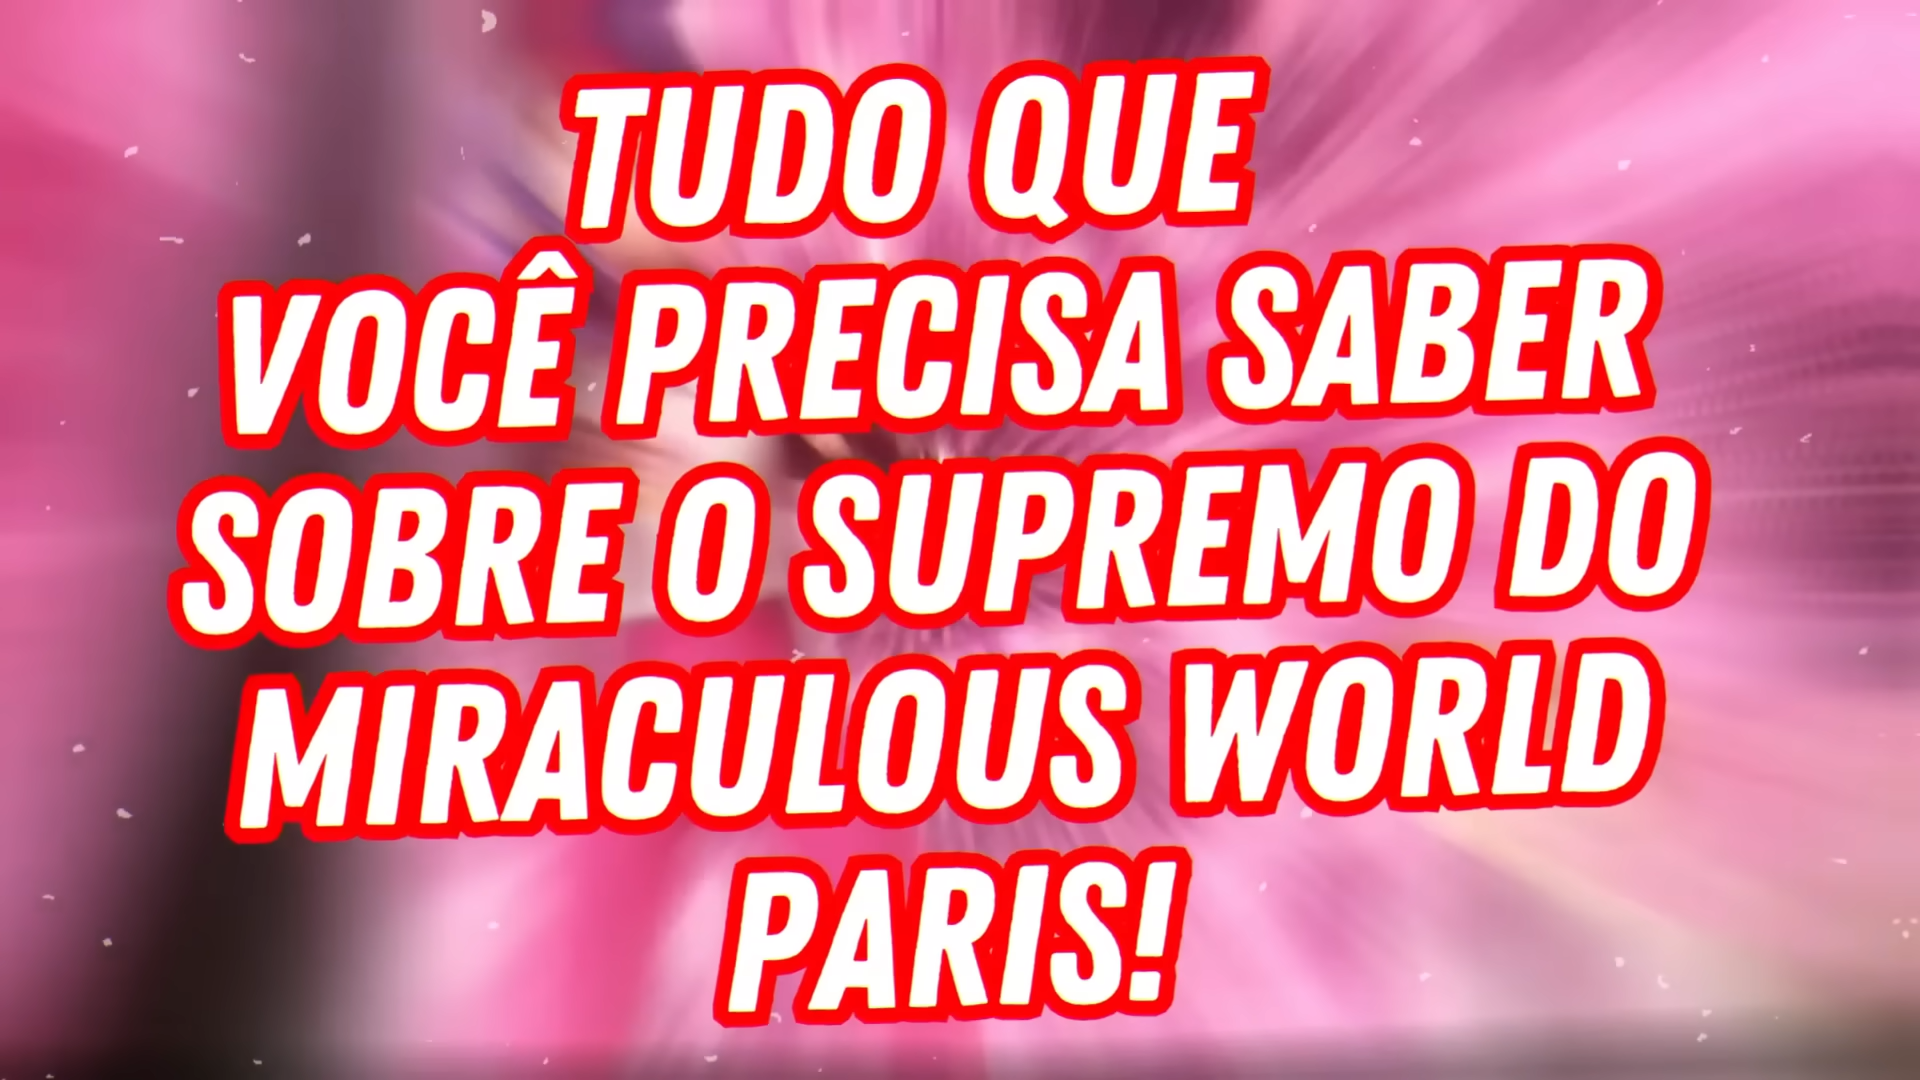 TUDO QUE
VOCÊ PRECISA SABER
SOBRE O SUPREMO DO
MIRACULOUS WORLD
PARIS!